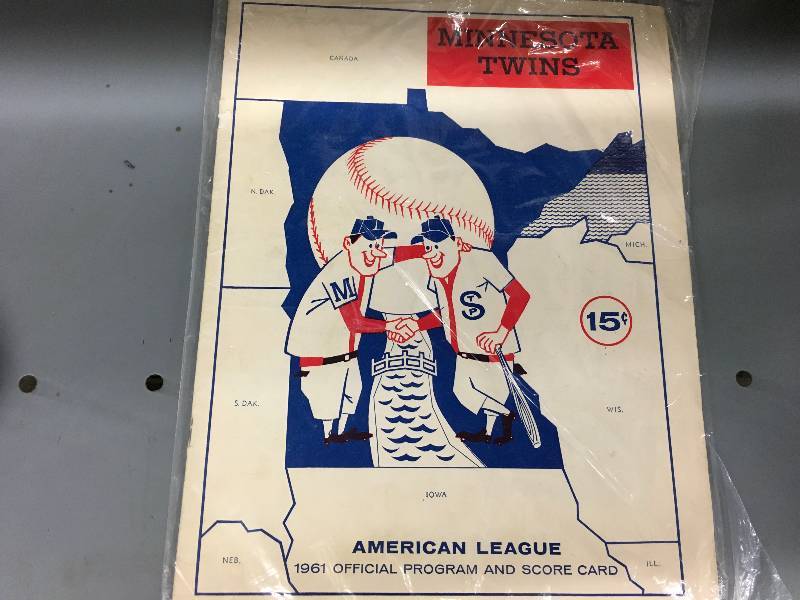 MINNESOTA
TWINS
CANADA
N. DAK.
MICH.
M
STP
15¢
S. DAK.
WIS.
IOWA
AMERICAN LEAGUE
1961 OFFICIAL PROGRAM AND SCORE CARD
NEB.
ILL.